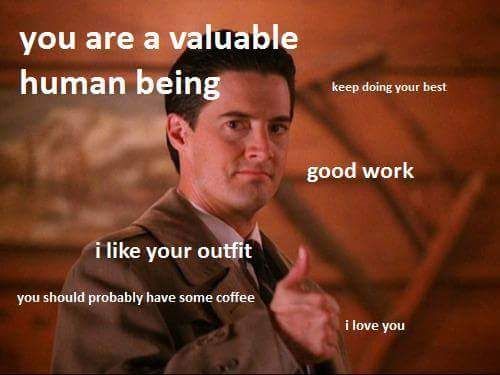 you are a valuable
human being
keep doing your best
good work
i like your outfit
you should probably have some coffee
i love you